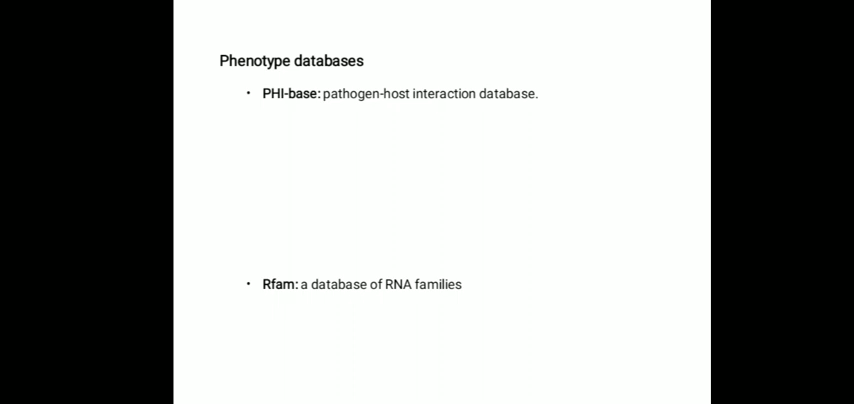 Phenotype databases
• PHI-base: pathogen-host interaction database.
• Rfam: a database of RNA families